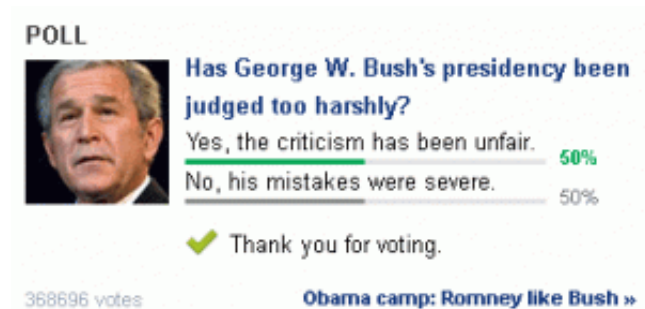 POLL
Has George W. Bush's presidency been
judged too harshly?
Yes, the criticism has been unfair.
50%
No, his mistakes were severe.
50%
Thank you for voting.
368696 votes
Obama camp: Romney like Bush »